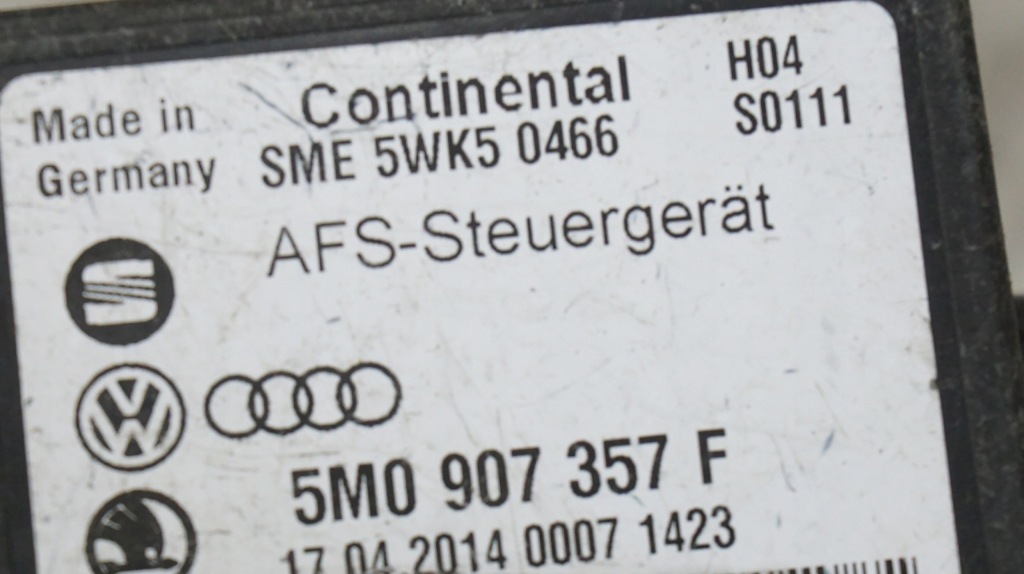 Made in Germany
Continental
SME 5WK5 0466
H04
S0111
AFS-Steuergerät
5M0 907 357 F
17.04.2014 0007 1423